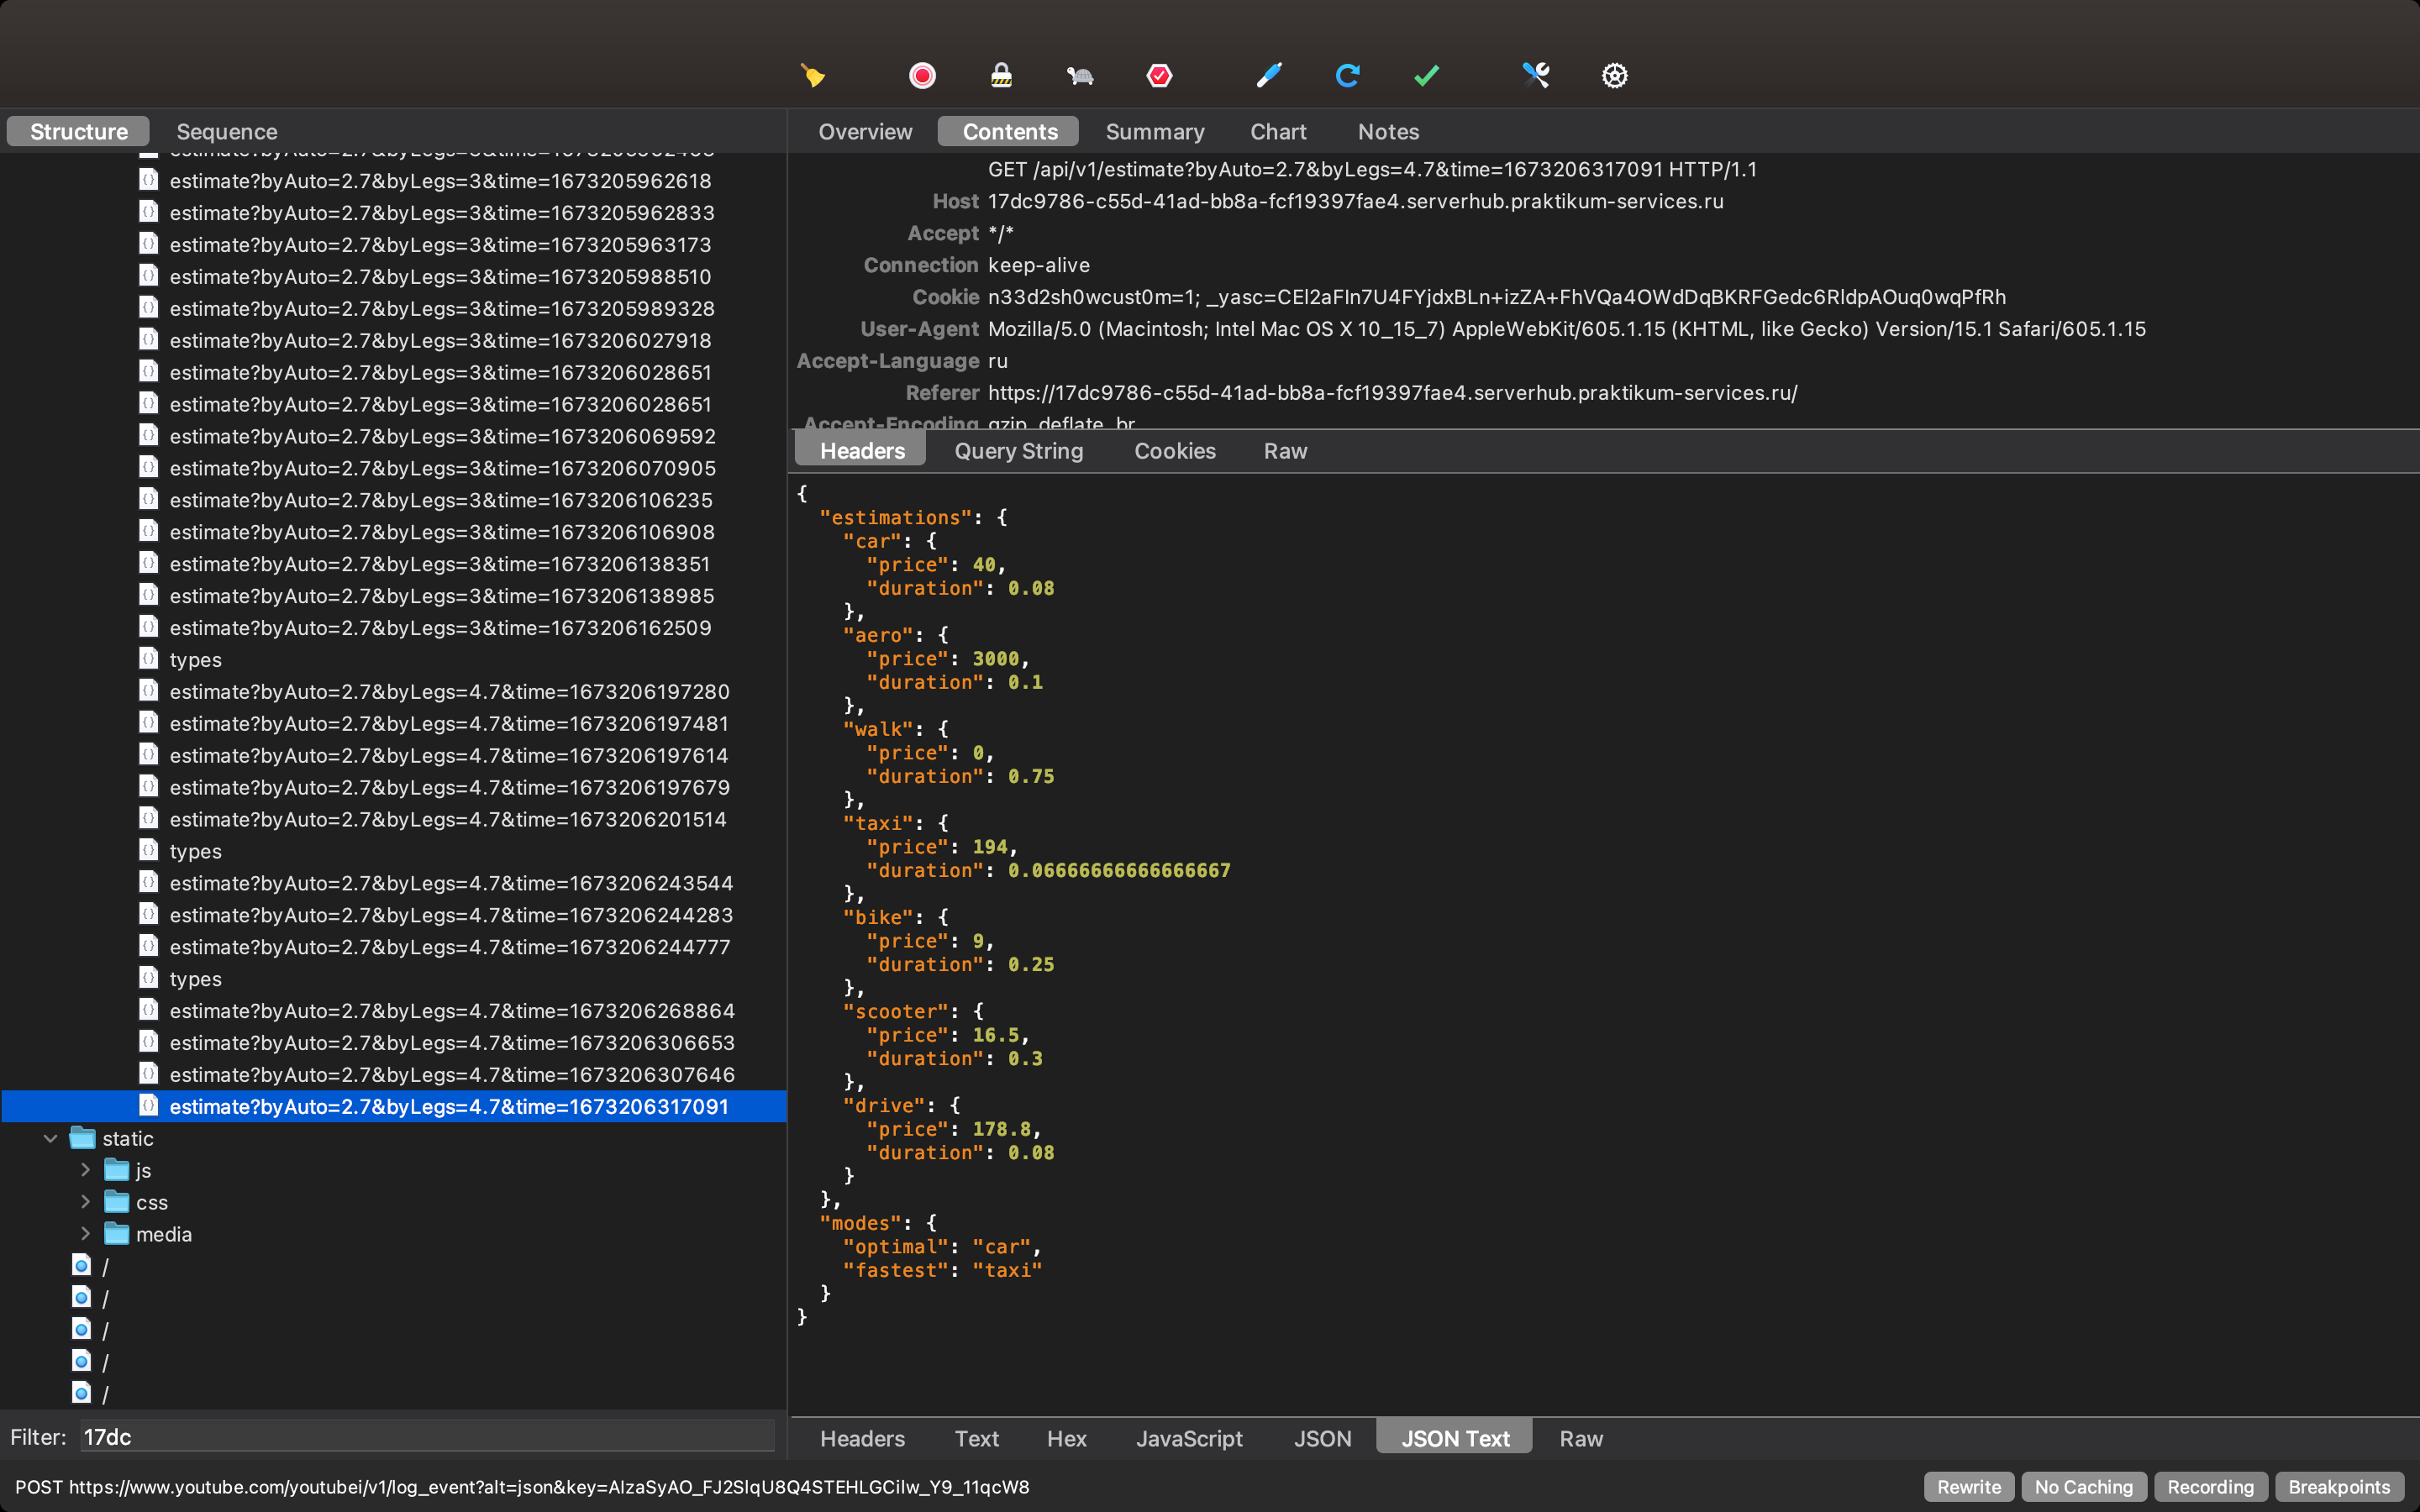 Structure
Sequence
estimate?byAuto=2.7&byLegs=3&time=1673205962618
estimate?byAuto=2.7&byLegs=3&time=1673205962833
estimate?byAuto=2.7&byLegs=3&time=1673205963173
estimate?byAuto=2.7&byLegs=3&time=1673205988510
estimate?byAuto=2.7&byLegs=3&time=1673205989328
estimate?byAuto=2.7&byLegs=3&time=1673206027918
estimate?byAuto=2.7&byLegs=3&time=1673206028651
estimate?byAuto=2.7&byLegs=3&time=1673206028651
estimate?byAuto=2.7&byLegs=3&time=1673206069592
estimate?byAuto=2.7&byLegs=3&time=1673206070905
estimate?byAuto=2.7&byLegs=3&time=1673206106235
estimate?byAuto=2.7&byLegs=3&time=1673206106908
estimate?byAuto=2.7&byLegs=3&time=1673206138351
estimate?byAuto=2.7&byLegs=3&time=1673206138985
estimate?byAuto=2.7&byLegs=3&time=1673206162509
types
estimate?byAuto=2.7&byLegs=4.7&time=1673206197280
estimate?byAuto=2.7&byLegs=4.7&time=1673206197481
estimate?byAuto=2.7&byLegs=4.7&time=1673206197614
estimate?byAuto=2.7&byLegs=4.7&time=1673206197679
estimate?byAuto=2.7&byLegs=4.7&time=1673206201514
types
estimate?byAuto=2.7&byLegs=4.7&time=1673206243544
estimate?byAuto=2.7&byLegs=4.7&time=1673206244283
estimate?byAuto=2.7&byLegs=4.7&time=1673206244777
types
estimate?byAuto=2.7&byLegs=4.7&time=1673206268864
estimate?byAuto=2.7&byLegs=4.7&time=1673206306653
estimate?byAuto=2.7&byLegs=4.7&time=1673206307646
estimate?byAuto=2.7&byLegs=4.7&time=1673206317091
static
js
css
media
/
/
/
/
/
Filter: 17dc
Overview
Contents
Summary
Chart
Notes
GET /api/v1/estimate?byAuto=2.7&byLegs=4.7&time=1673206317091 HTTP/1.1
Host 17dc9786-c55d-41ad-bb8a-fcf19397fae4.serverhub.praktikum-services.ru
Accept */*
Connection keep-alive
Cookie n33d2sh0wcust0m=1; _yasc=CEl2aFIn7U4FYjdxBLn+izZA+FhVQa4OWdDqBKRFGedc6RldpAOuq0wqPfRh
User-Agent Mozilla/5.0 (Macintosh; Intel Mac OS X 10_15_7) AppleWebKit/605.1.15 (KHTML, like Gecko) Version/15.1 Safari/605.1.15
Accept-Language ru
Referer https://17dc9786-c55d-41ad-bb8a-fcf19397fae4.serverhub.praktikum-services.ru/
Accept-Encoding gzip, deflate, br
Headers
Query String
Cookies
Raw
{
"estimations": {
"car": {
"price": 40,
"duration": 0.08
},
"aero": {
"price": 3000,
"duration": 0.1
},
"walk": {
"price": 0,
"duration": 0.75
},
"taxi": {
"price": 194,
"duration": 0.06666666666666667
},
"bike": {
"price": 9,
"duration": 0.25
},
"scooter": {
"price": 16.5,
"duration": 0.3
},
"drive": {
"price": 178.8,
"duration": 0.08
}
},
"modes": {
"optimal": "car",
"fastest": "taxi"
}
}
Headers
Text
Hex
JavaScript
JSON
JSON Text
Raw
POST https://www.youtube.com/youtubei/v1/log_event?alt=json&key=AIzaSyAO_FJ2SlqU8Q4STEHLGCilw_Y9_11qcW8
Rewrite
No Caching
Recording
Breakpoints